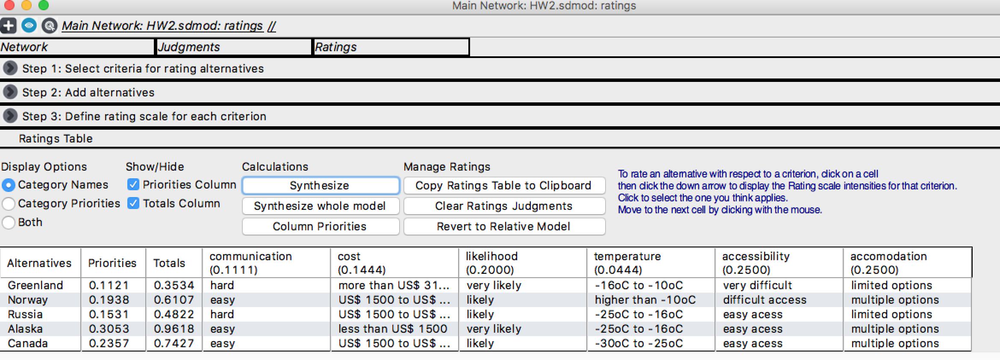 Main Network: HW2.sdmod: ratings
Main Network: HW2.sdmod: ratings //
Network Judgments Ratings
Step 1: Select criteria for rating alternatives
Step 2: Add alternatives
Step 3: Define rating scale for each criterion
Ratings Table
Display Options Show/Hide Calculations Manage Ratings
Category Names Priorities Column Synthesize Copy Ratings Table to Clipboard
Category Priorities Totals Column Synthesize whole model Clear Ratings Judgments
Both Column Priorities Revert to Relative Model
To rate an alternative with respect to a criterion, click on a cell
then click the down arrow to display the Rating scale intensities for that criterion.
Click to select the one you think applies.
Move to the next cell by clicking with the mouse.
Alternatives Priorities Totals communication cost likelihood temperature accessibility accomodation
(0.1111) (0.1444) (0.2000) (0.0444) (0.2500) (0.2500)
Greenland 0.1121 0.3534 hard more than US$ 31... very likely -16oC to -10oC very difficult limited options
Norway 0.1938 0.6107 easy US$ 1500 to US$ ... likely higher than -10oC difficult access multiple options
Russia 0.1531 0.4822 hard US$ 1500 to US$ ... likely -25oC to -16oC easy acess limited options
Alaska 0.3053 0.9618 easy less than US$ 1500 very likely -25oC to -16oC easy acess multiple options
Canada 0.2357 0.7427 easy US$ 1500 to US$ ... likely -30oC to -25oC easy acess multiple options